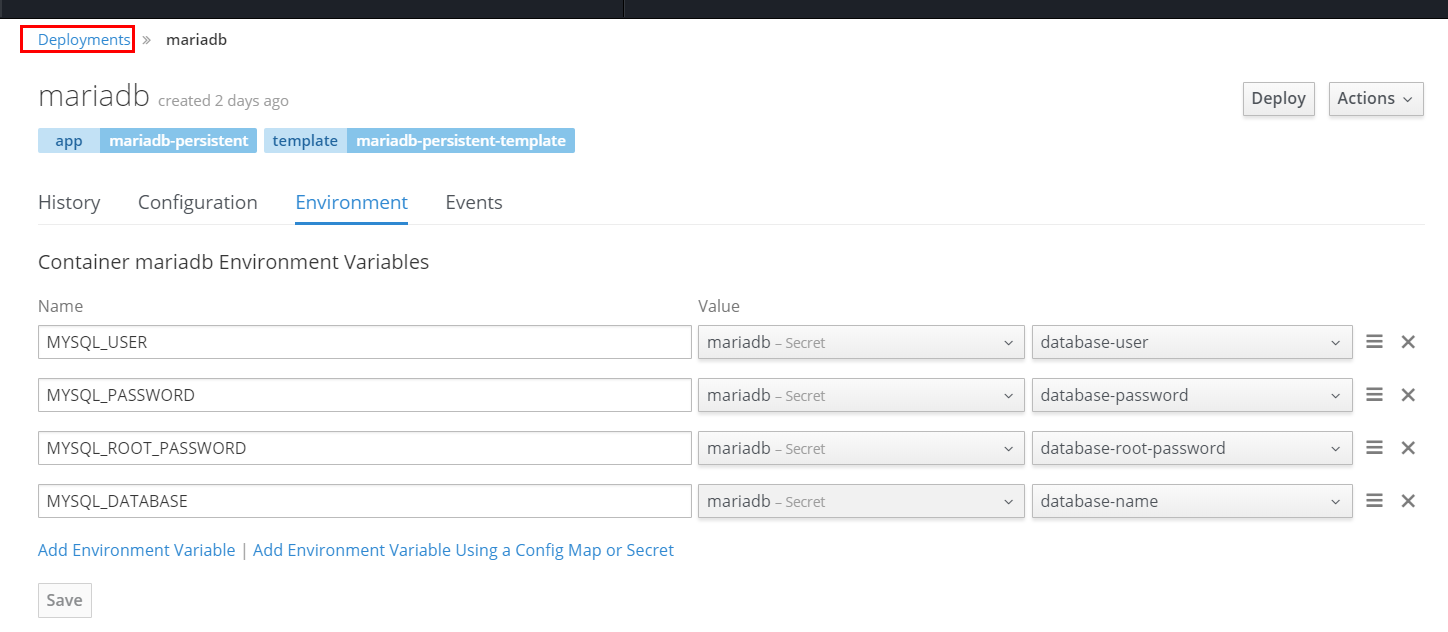 Deployments » mariadb
mariadb created 2 days ago
Deploy Actions
app mariadb-persistent template mariadb-persistent-template
History Configuration Environment Events
Container mariadb Environment Variables
Name Value
MYSQL_USER mariadb – Secret database-user
MYSQL_PASSWORD mariadb – Secret database-password
MYSQL_ROOT_PASSWORD mariadb – Secret database-root-password
MYSQL_DATABASE mariadb – Secret database-name
Add Environment Variable | Add Environment Variable Using a Config Map or Secret
Save